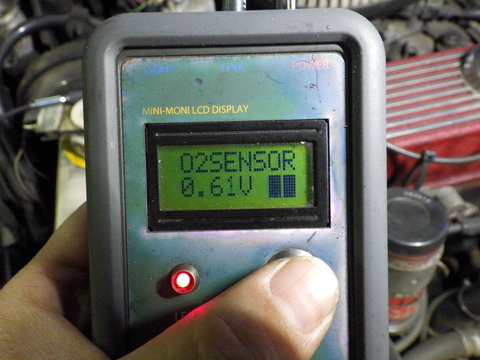 POWER
MINI-MONI LCD DISPLAY
O2SENSOR
0.61V